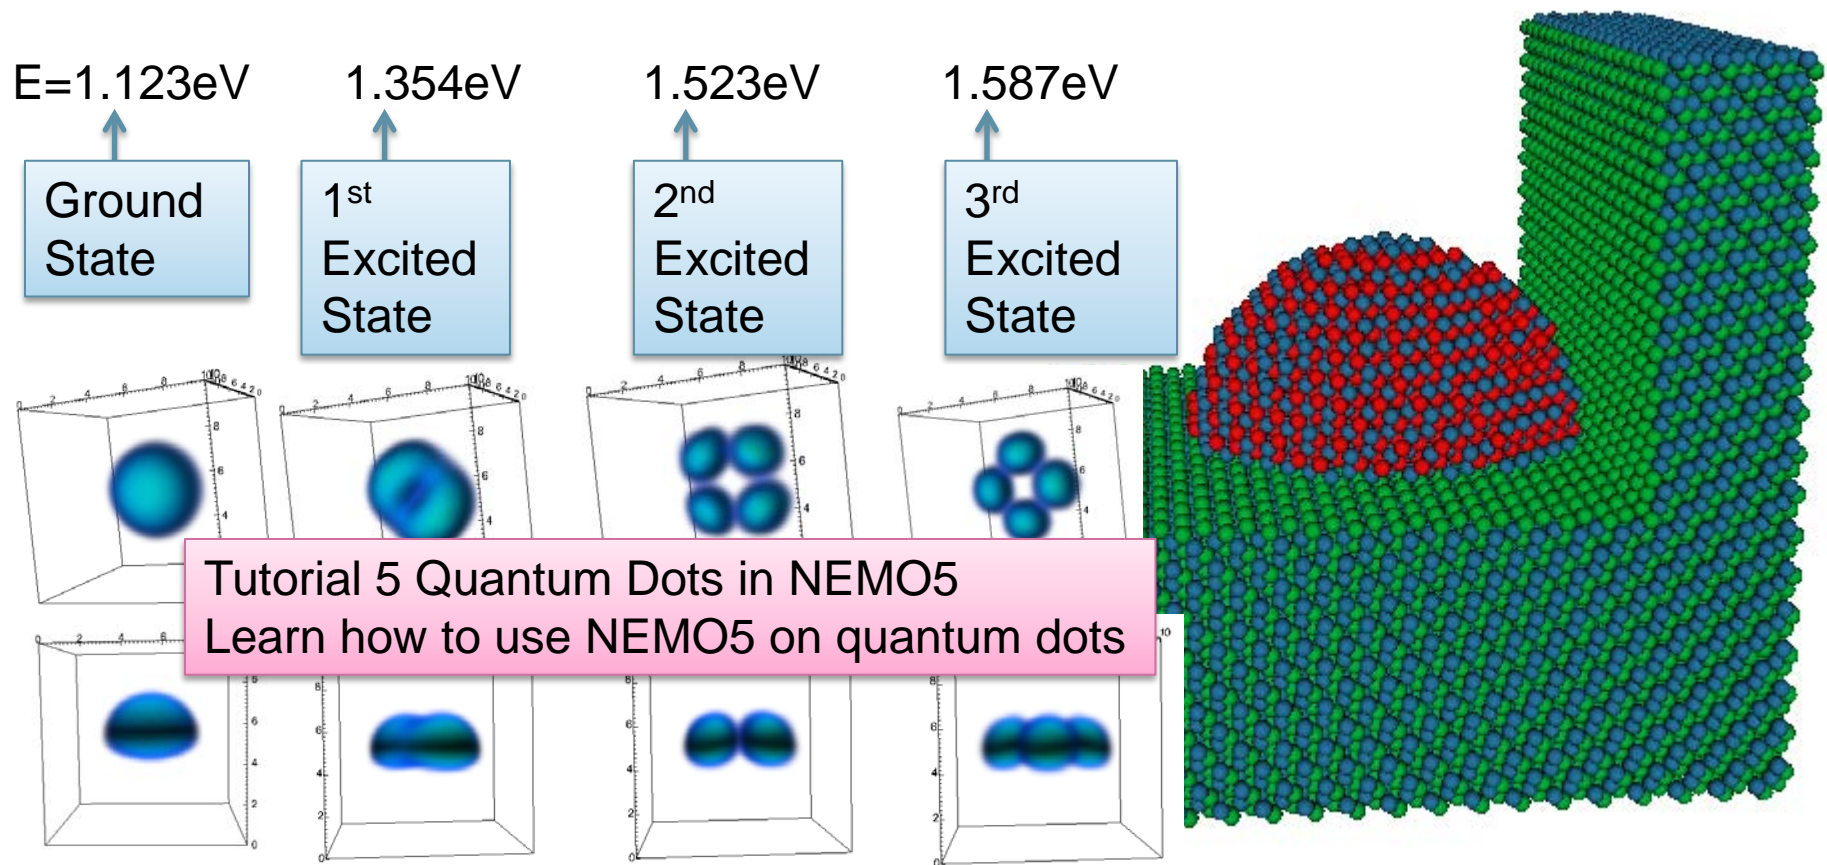 E=1.123eV
1.354eV
1.523eV
1.587eV
Ground
State
1st
Excited
State
2nd
Excited
State
3rd
Excited
State
Tutorial 5 Quantum Dots in NEMO5
Learn how to use NEMO5 on quantum dots